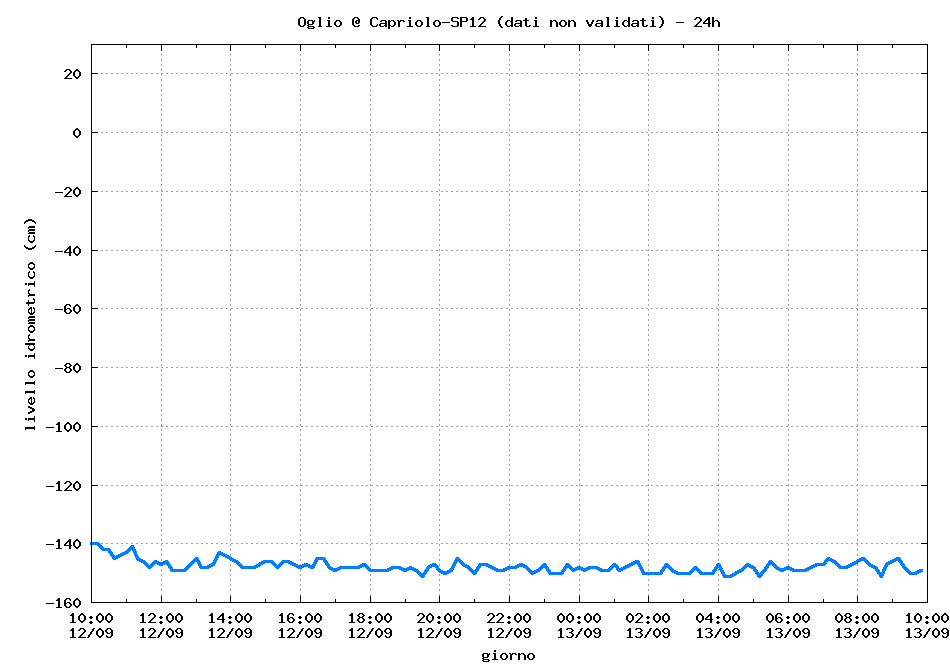 Oglio @ Capriolo-SP12 (dati non validati) - 24h
20
0
-20
-40
-60
-80
-100
-120
-140
-160
livello idrometrico (cm)
10:00 12:00 14:00 16:00 18:00 20:00 22:00 00:00 02:00 04:00 06:00 08:00 10:00
12/09 12/09 12/09 12/09 12/09 12/09 12/09 13/09 13/09 13/09 13/09 13/09 13/09
giorno